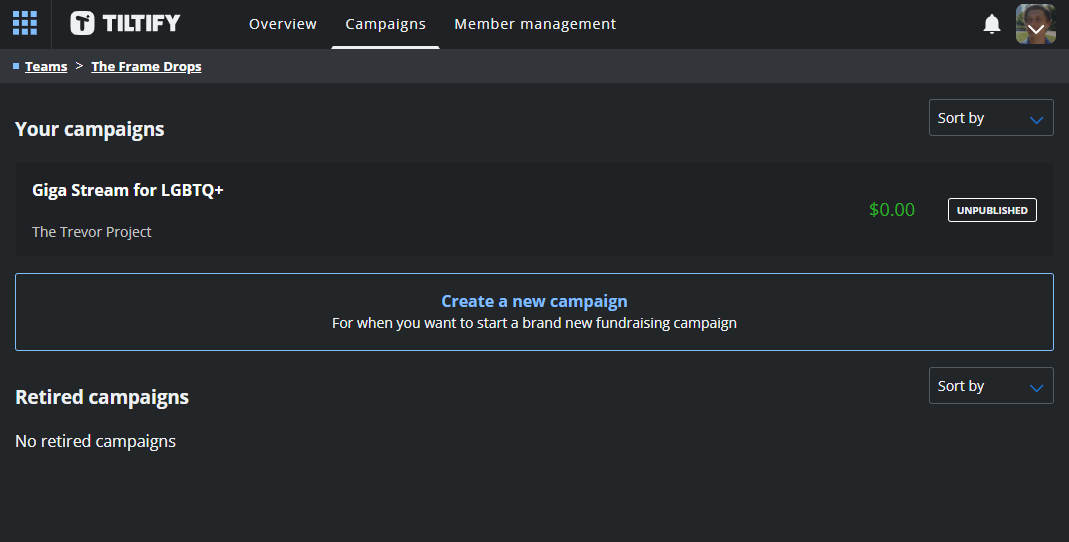 TILTIFY
Overview
Campaigns
Member management
Teams > The Frame Drops
Your campaigns
Sort by
Giga Stream for LGBTQ+
The Trevor Project
$0.00
UNPUBLISHED
Create a new campaign
For when you want to start a brand new fundraising campaign
Retired campaigns
Sort by
No retired campaigns